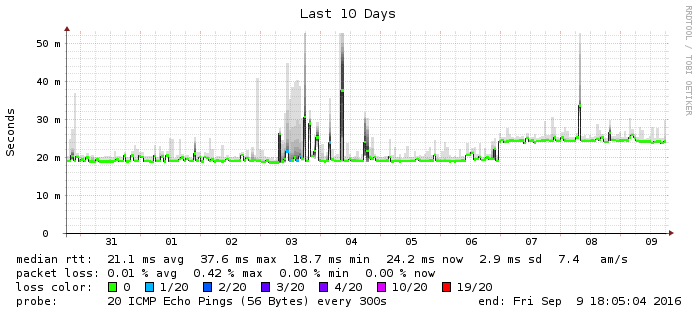 Last 10 Days
RRDTOOL / TOBI OETIKER
Seconds
50 m
40 m
30 m
20 m
10 m
0
31 01 02 03 04 05 06 07 08 09
median rtt: 21.1 ms avg 37.6 ms max 18.7 ms min 24.2 ms now 2.9 ms sd 7.4 am/s
packet loss: 0.01 % avg 0.42 % max 0.00 % min 0.00 % now
loss color: 0 1/20 2/20 3/20 4/20 10/20 19/20
probe: 20 ICMP Echo Pings (56 Bytes) every 300s end: Fri Sep 9 18:05:04 2016